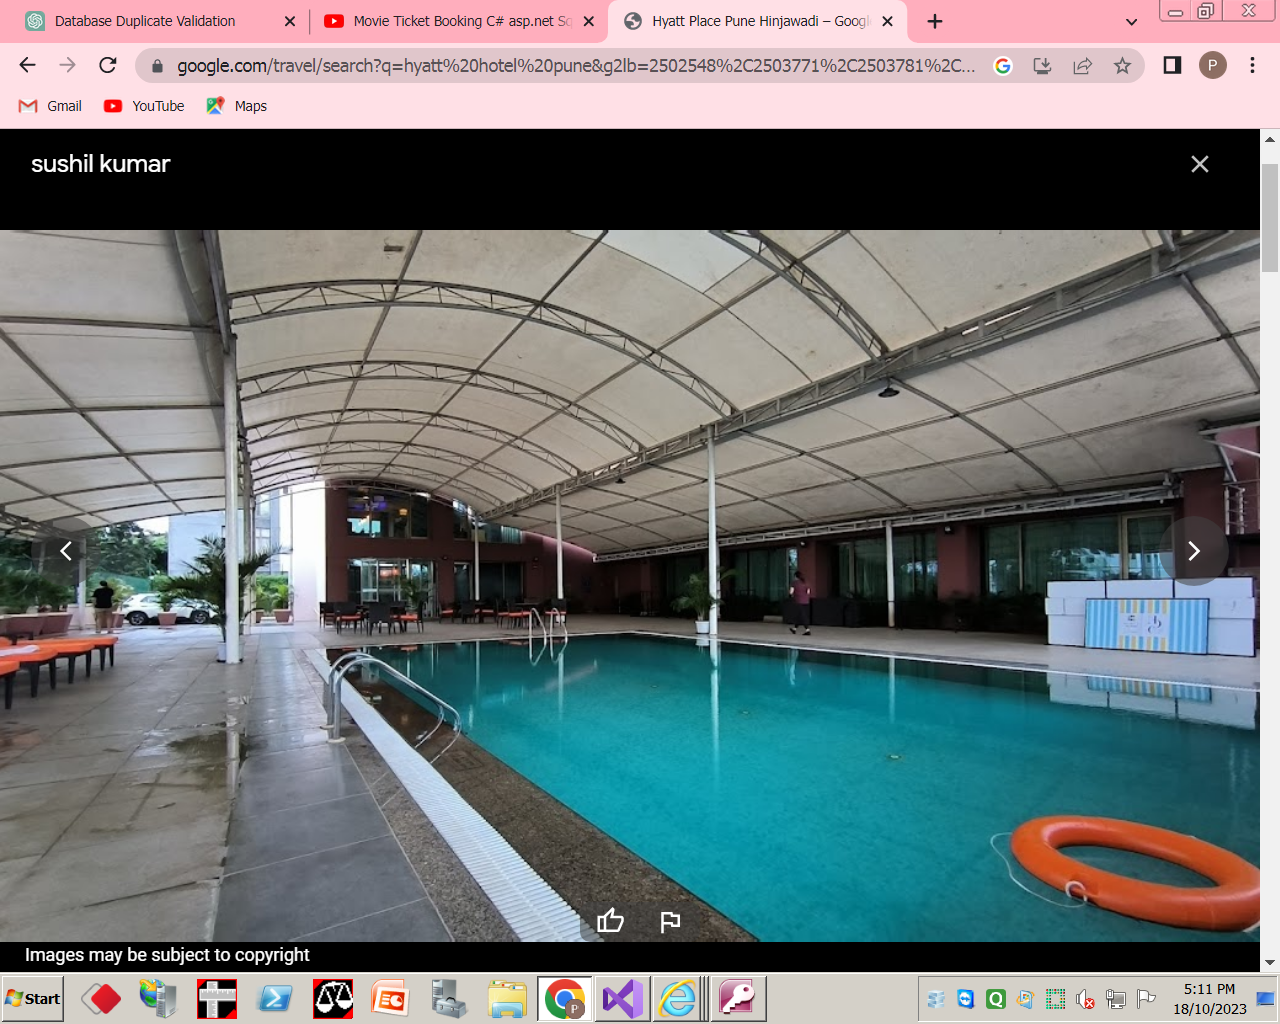 Database Duplicate Validation
Movie Ticket Booking C# asp.net Sq
Hyatt Place Pune Hinjawadi – Google
google.com/travel/search?q=hyatt%20hotel%20pune&g2lb=2502548%2C2503771%2C2503781%2C...
P
Gmail
YouTube
Maps
sushil kumar
Images may be subject to copyright
Start
P
5:11 PM
18/10/2023